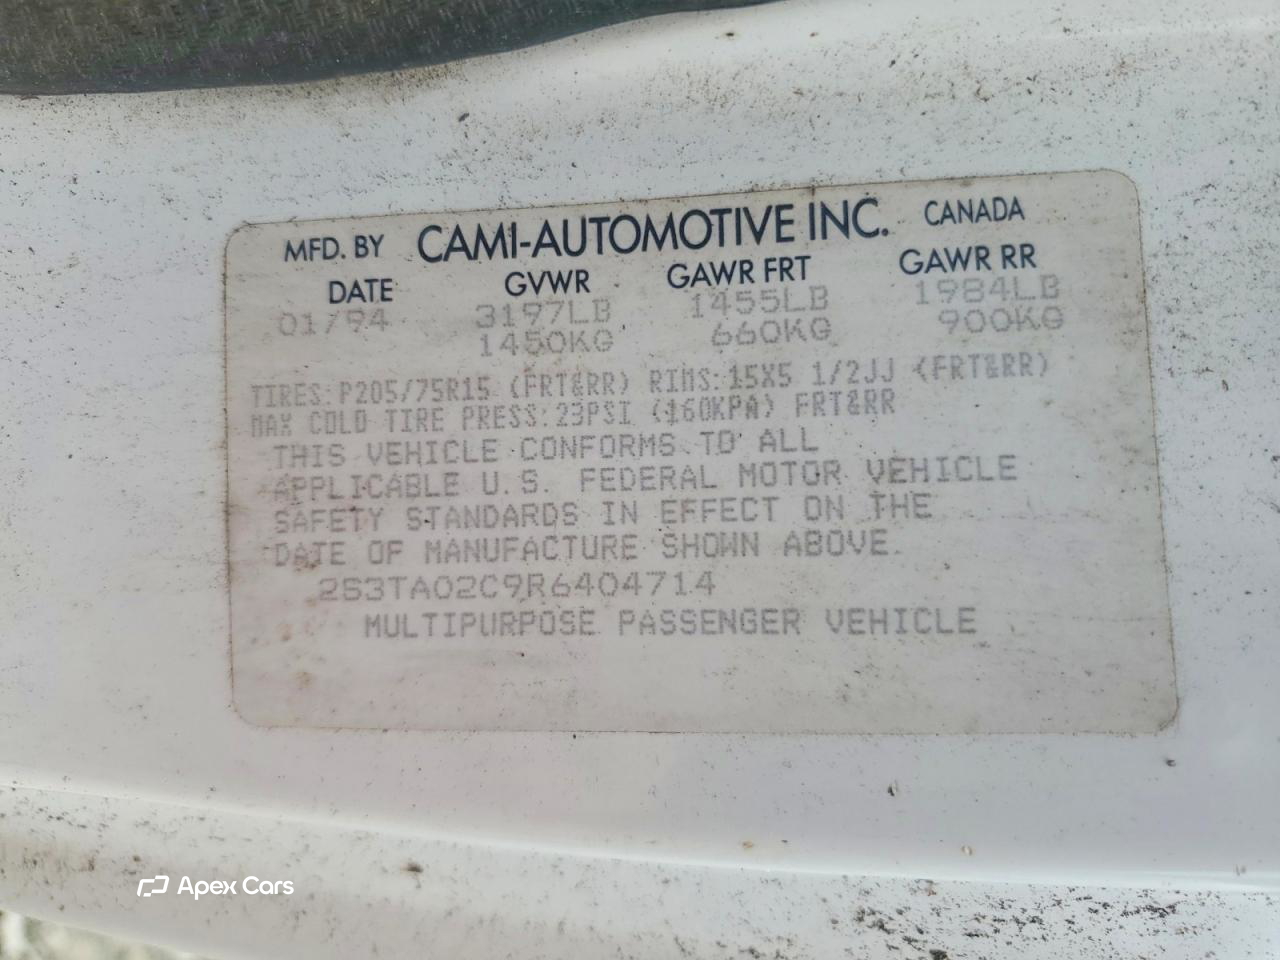 MFD. BY CAMI-AUTOMOTIVE INC. CANADA
DATE GVWR GAWR FRT GAWR RR
01/94 3197LB 1455LB 1984LB
1450KG 660KG 900KG
TIRES:P205/75R15 (FRT&RR) RIMS:15X5 1/2JJ (FRT&RR)
MAX COLD TIRE PRESS:23PSI (160KPA) FRT&RR
THIS VEHICLE CONFORMS TO ALL
APPLICABLE U.S. FEDERAL MOTOR VEHICLE
SAFETY STANDARDS IN EFFECT ON THE
DATE OF MANUFACTURE SHOWN ABOVE.
2S3TA02C9R6404714
MULTIPURPOSE PASSENGER VEHICLE
Apex Cars